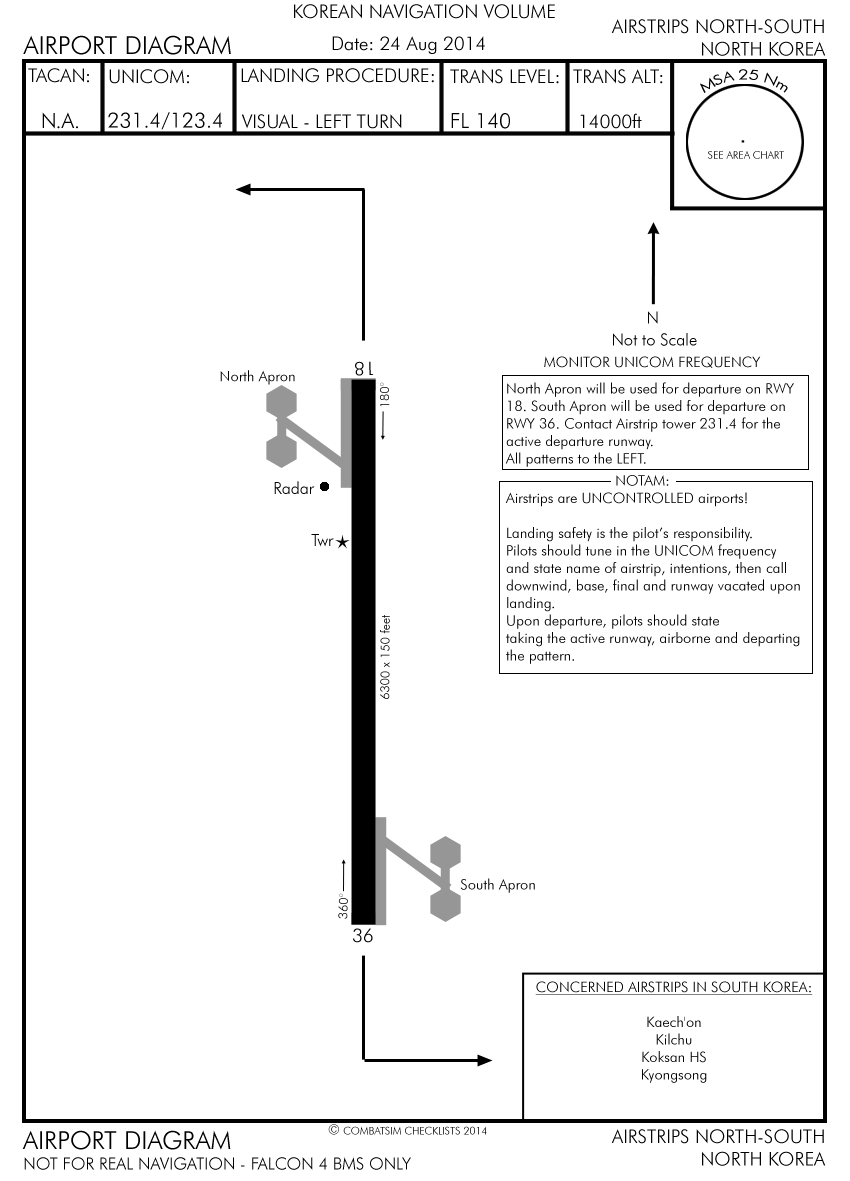 KOREAN NAVIGATION VOLUME
AIRPORT DIAGRAM
Date: 24 Aug 2014
AIRSTRIPS NORTH-SOUTH
NORTH KOREA
TACAN:
N.A.
UNICOM:
231.4/123.4
LANDING PROCEDURE:
VISUAL - LEFT TURN
TRANS LEVEL:
FL 140
TRANS ALT:
14000ft
MSA 25 Nm
SEE AREA CHART
N
Not to Scale
MONITOR UNICOM FREQUENCY
North Apron will be used for departure on RWY
18. South Apron will be used for departure on
RWY 36. Contact Airstrip tower 231.4 for the
active departure runway.
All patterns to the LEFT.
NOTAM:
Airstrips are UNCONTROLLED airports!
Landing safety is the pilot's responsibility.
Pilots should tune in the UNICOM frequency
and state name of airstrip, intentions, then call
downwind, base, final and runway vacated upon
landing.
Upon departure, pilots should state
taking the active runway, airborne and departing
the pattern.
18
180°
North Apron
Radar
Twr
6300 x 150 feet
South Apron
360°
36
CONCERNED AIRSTRIPS IN SOUTH KOREA:
Kaech'on
Kilchu
Koksan HS
Kyongsong
© COMBATSIM CHECKLISTS 2014
AIRPORT DIAGRAM
NOT FOR REAL NAVIGATION - FALCON 4 BMS ONLY
AIRSTRIPS NORTH-SOUTH
NORTH KOREA